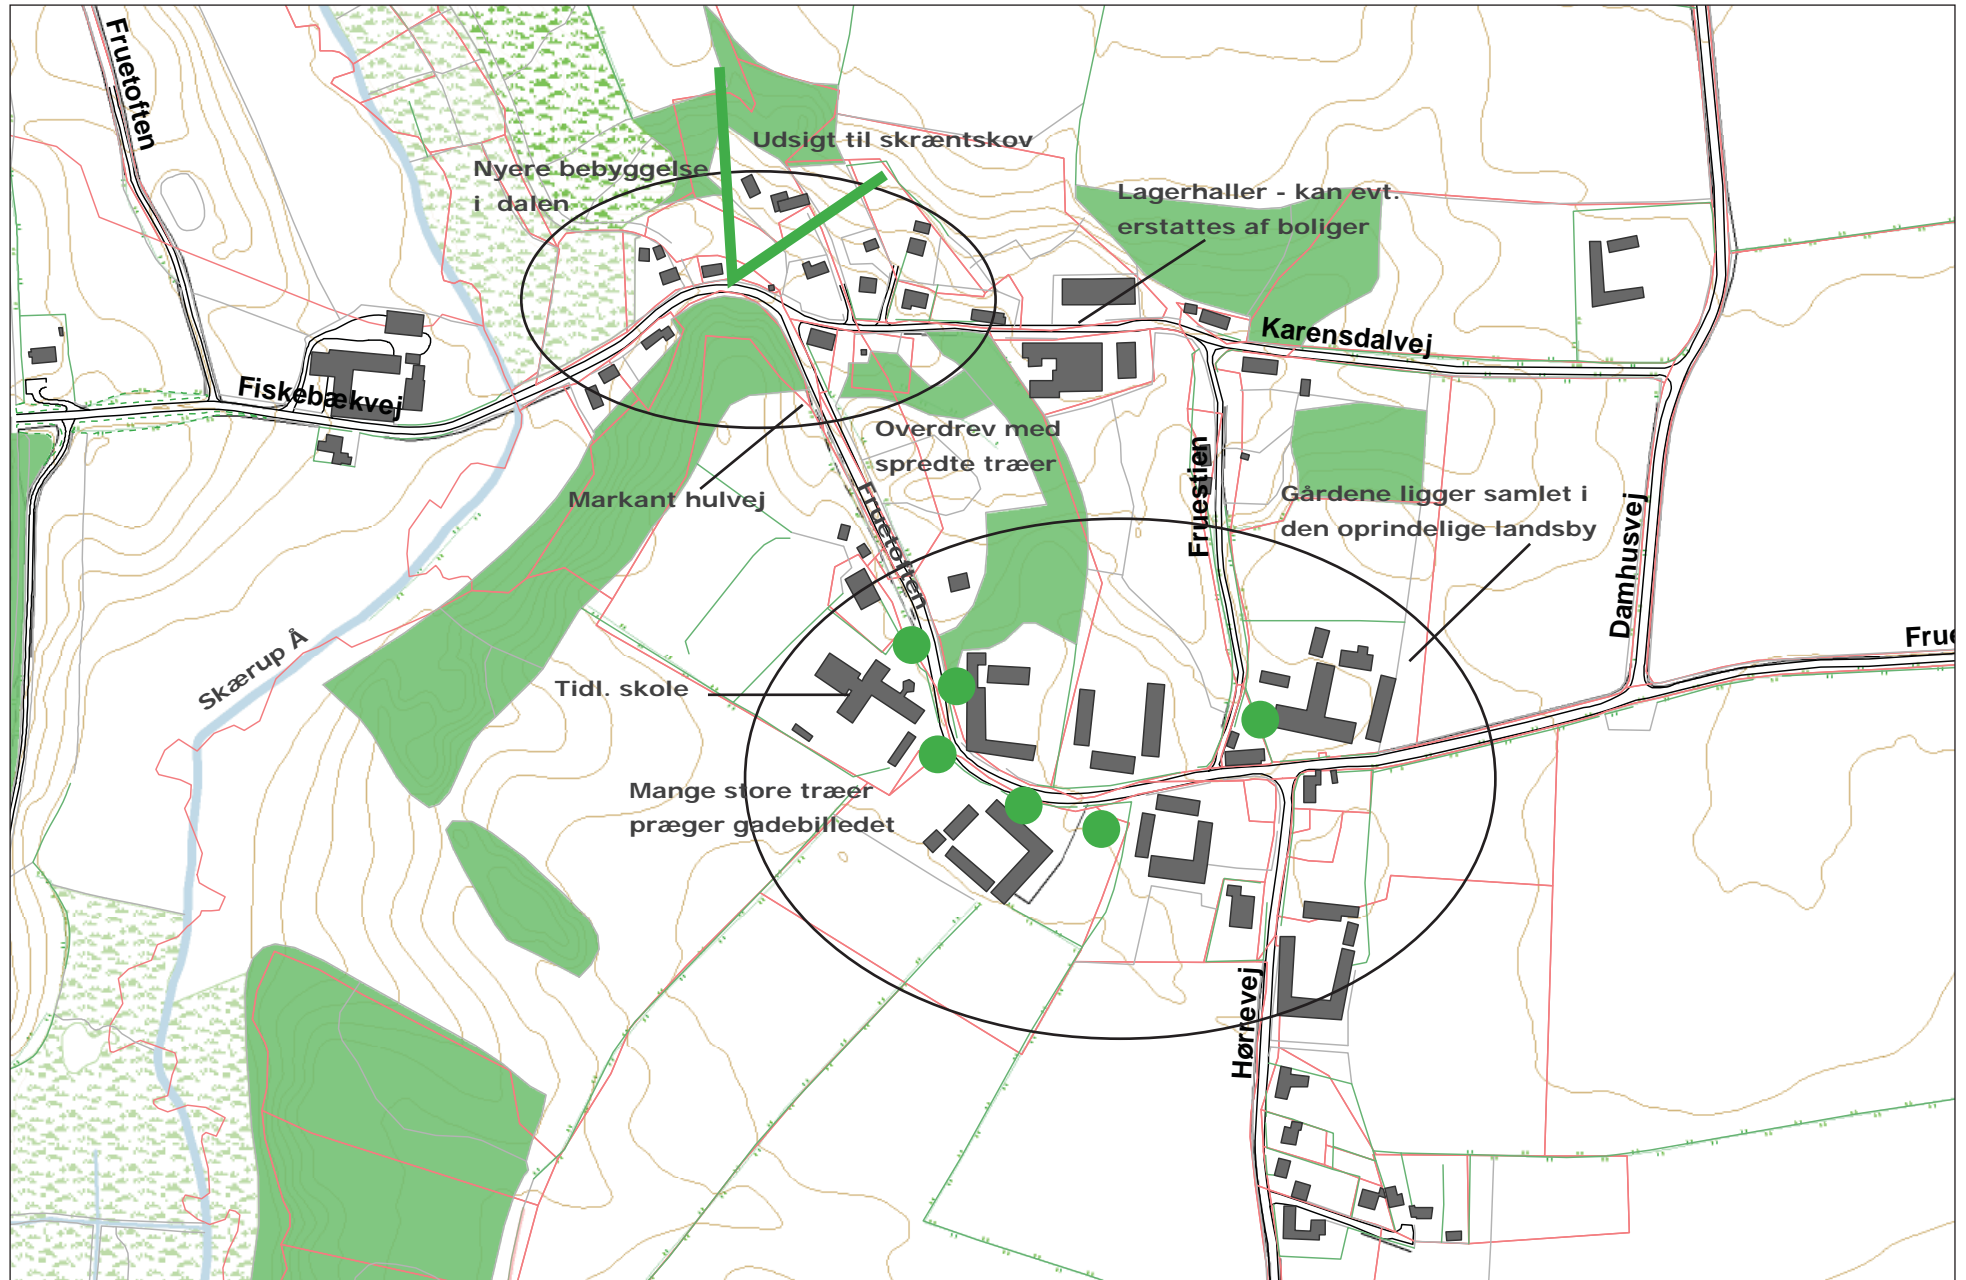 Fruetoften
Udsigt til skræntskov
Nyere bebyggelse
i dalen
Lagerhaller - kan evt.
erstattes af boliger
Karensdalvej
Fiskebækvej
Overdrev med
spredte træer
Markant hulvej
Fruetoften
Fruestien
Gårdene ligger samlet i
den oprindelige landsby
Damhusvej
Frue
Skærup Å
Tidl. skole
Mange store træer
præger gadebilledet
Hørrevej